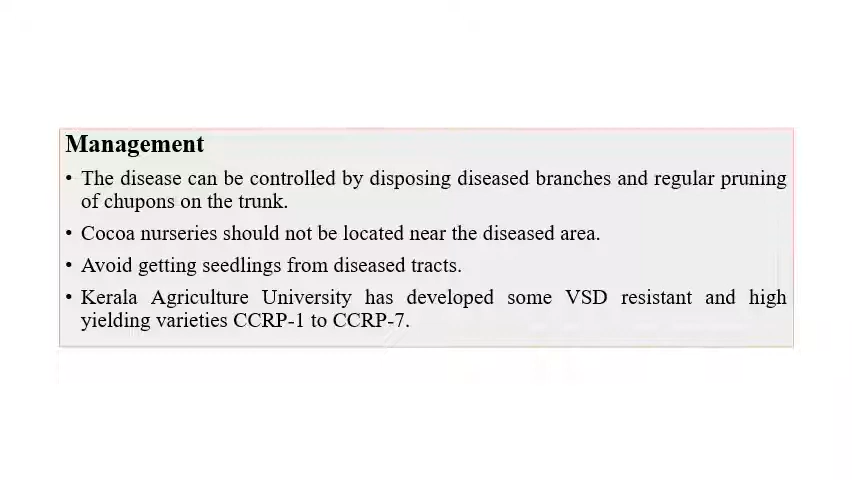 Management
• The disease can be controlled by disposing diseased branches and regular pruning
of chupons on the trunk.
• Cocoa nurseries should not be located near the diseased area.
• Avoid getting seedlings from diseased tracts.
• Kerala Agriculture University has developed some VSD resistant and high
yielding varieties CCRP-1 to CCRP-7.